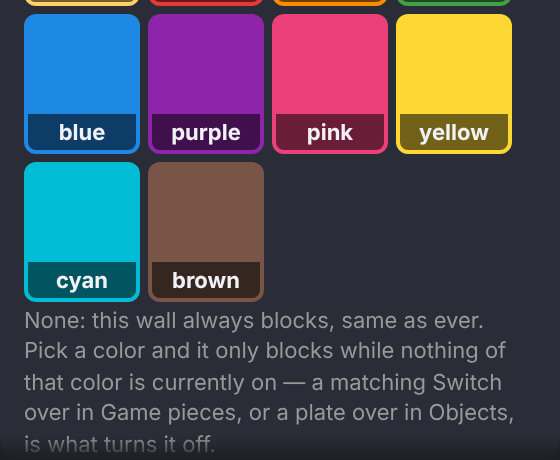 blue purple pink yellow
cyan brown
None: this wall always blocks, same as ever.
Pick a color and it only blocks while nothing of
that color is currently on — a matching Switch
over in Game pieces, or a plate over in Objects,
is what turns it off.